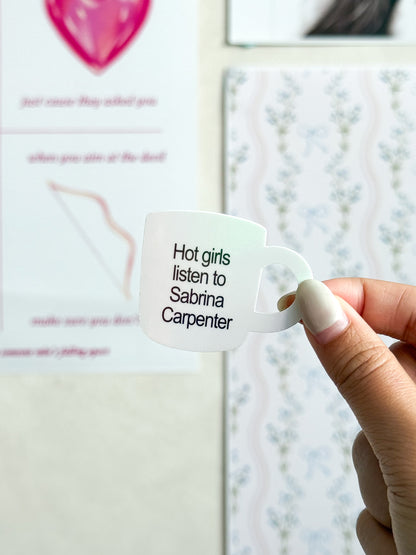 just cause they asked you
when you aim at the devil
Hot girls
listen to
Sabrina
Carpenter